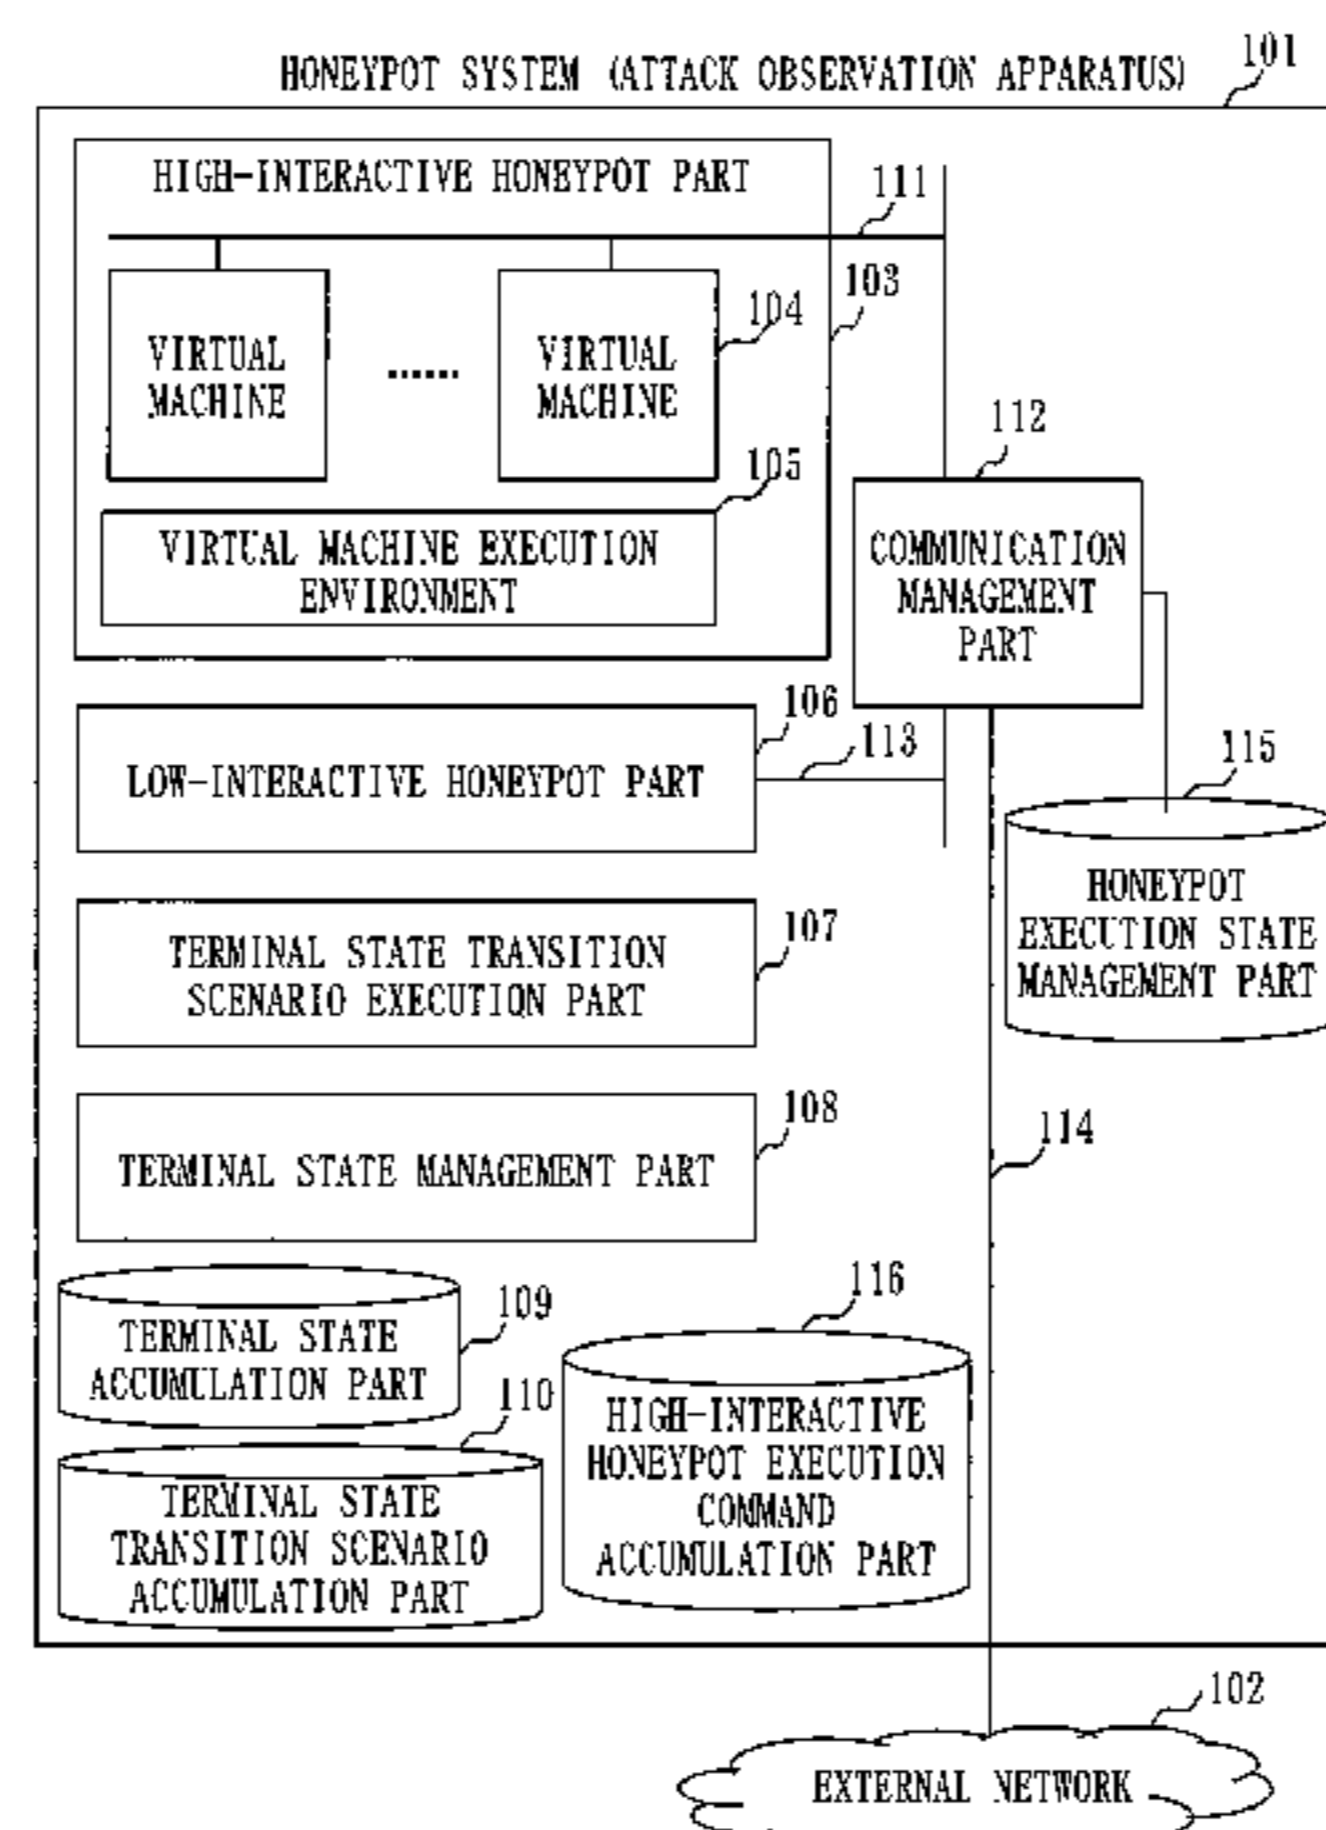 101
HONEYPOT SYSTEM (ATTACK OBSERVATION APPARATUS)
HIGH-INTERACTIVE HONEYPOT PART
111
103
104
VIRTUAL
MACHINE
......
VIRTUAL
MACHINE
105
VIRTUAL MACHINE EXECUTION
ENVIRONMENT
112
COMMUNICATION
MANAGEMENT
PART
106
113
LOW-INTERACTIVE HONEYPOT PART
115
HONEYPOT
EXECUTION STATE
MANAGEMENT PART
107
TERMINAL STATE TRANSITION
SCENARIO EXECUTION PART
108
114
TERMINAL STATE MANAGEMENT PART
109
TERMINAL STATE
ACCUMULATION PART
116
HIGH-INTERACTIVE
HONEYPOT EXECUTION
COMMAND
ACCUMULATION PART
110
TERMINAL STATE
TRANSITION SCENARIO
ACCUMULATION PART
102
EXTERNAL NETWORK